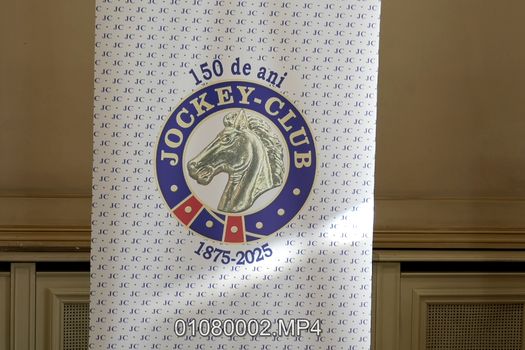 150 de ani
JOCKEY-CLUB
1875-2025
01080002.MP4